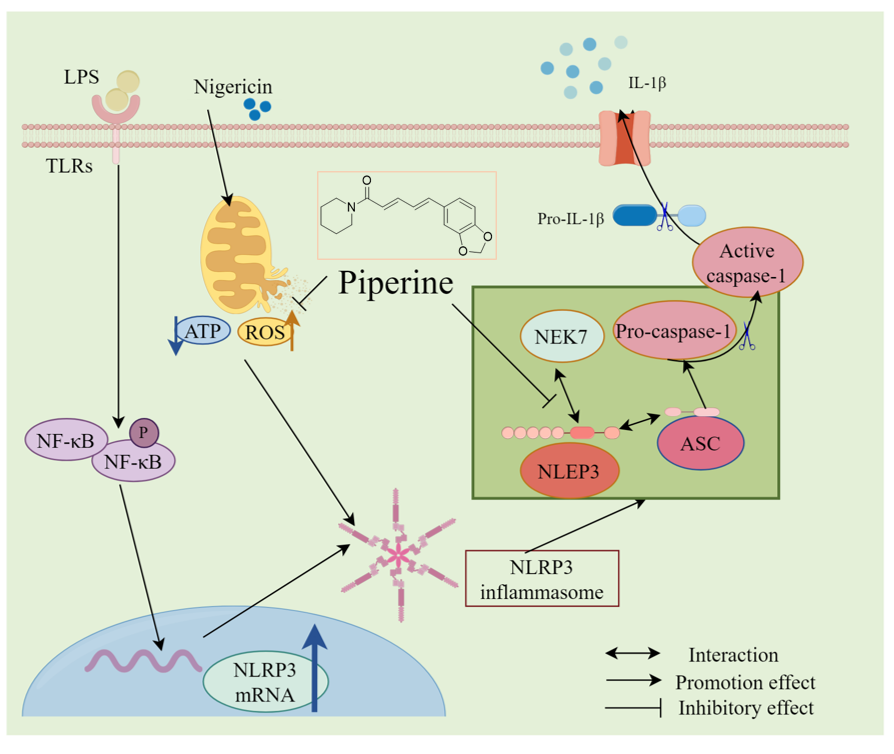 LPS
Nigericin
IL-1β
TLRs
Pro-IL-1β
N
O
O
O
Piperine
Active
caspase-1
ATP
ROS
NEK7
Pro-caspase-1
P
NF-κB
NF-κB
NLEP3
ASC
NLRP3
inflammasome
NLRP3
mRNA
Interaction
Promotion effect
Inhibitory effect